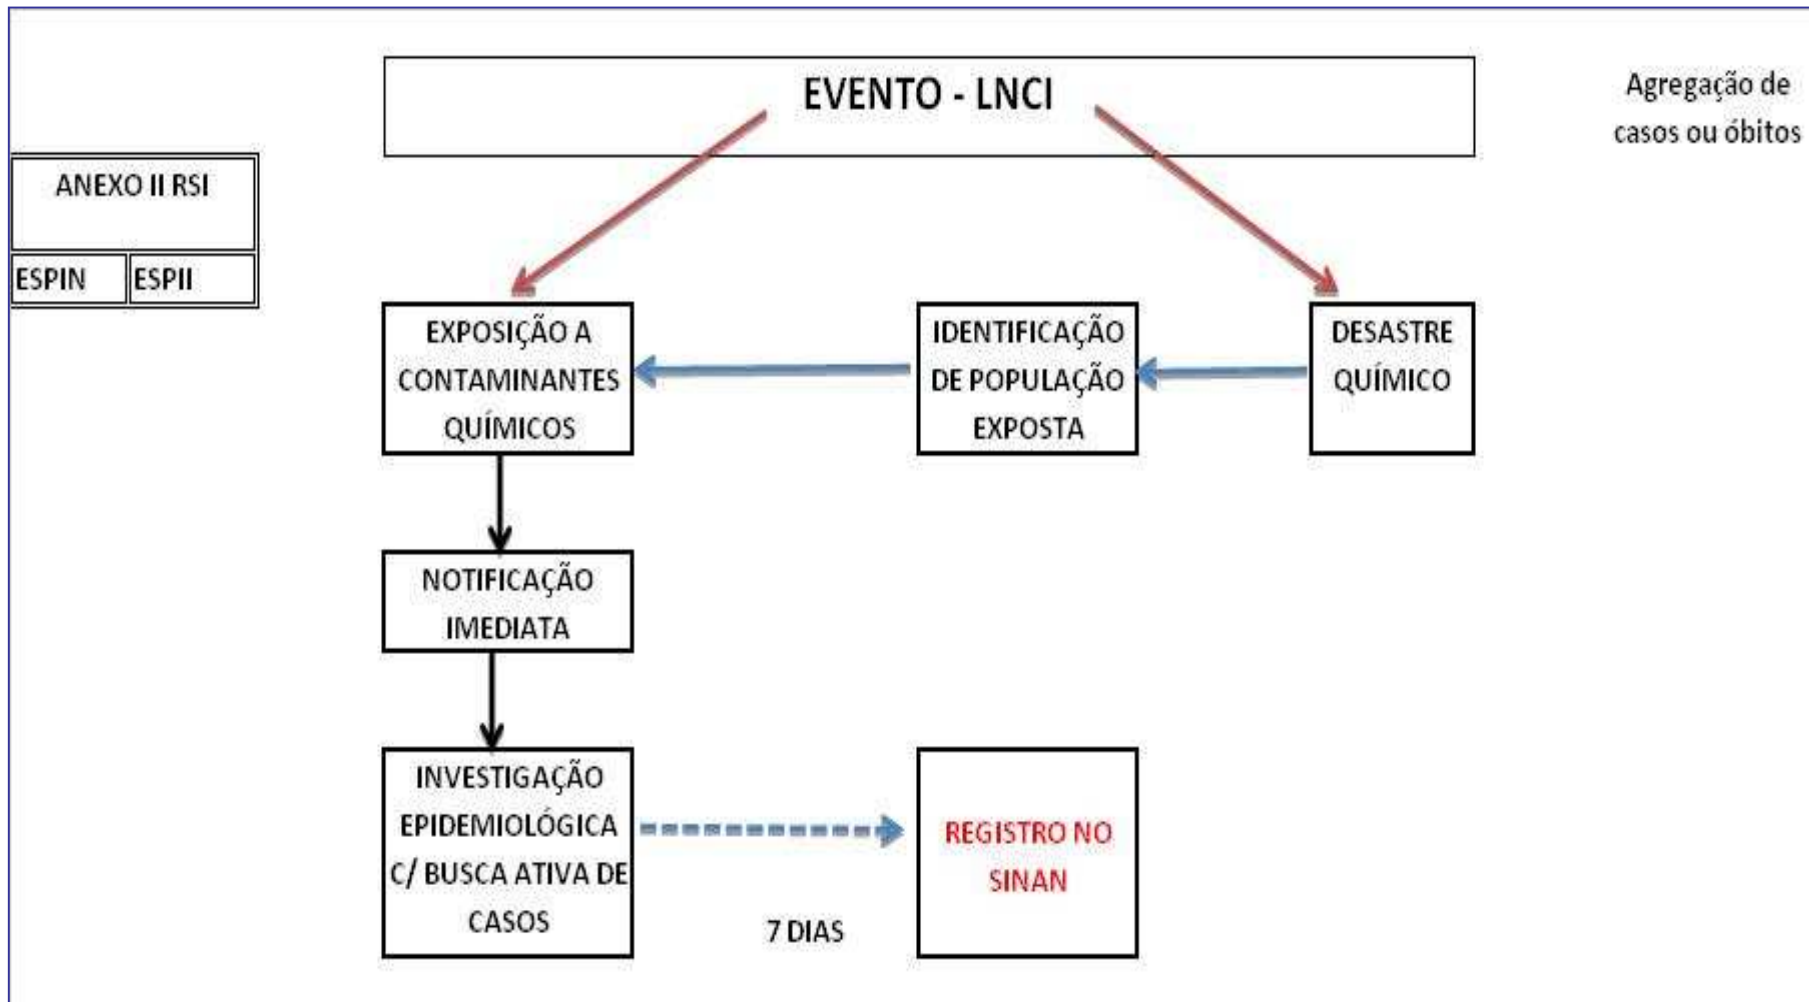 EVENTO - LNCI
Agregação de
casos ou óbitos
ANEXO II RSI
ESPIN
ESPII
EXPOSIÇÃO A
CONTAMINANTES
QUÍMICOS
IDENTIFICAÇÃO
DE POPULAÇÃO
EXPOSTA
DESASTRE
QUÍMICO
NOTIFICAÇÃO
IMEDIATA
INVESTIGAÇÃO
EPIDEMIOLÓGICA
C/ BUSCA ATIVA DE
CASOS
7 DIAS
REGISTRO NO
SINAN